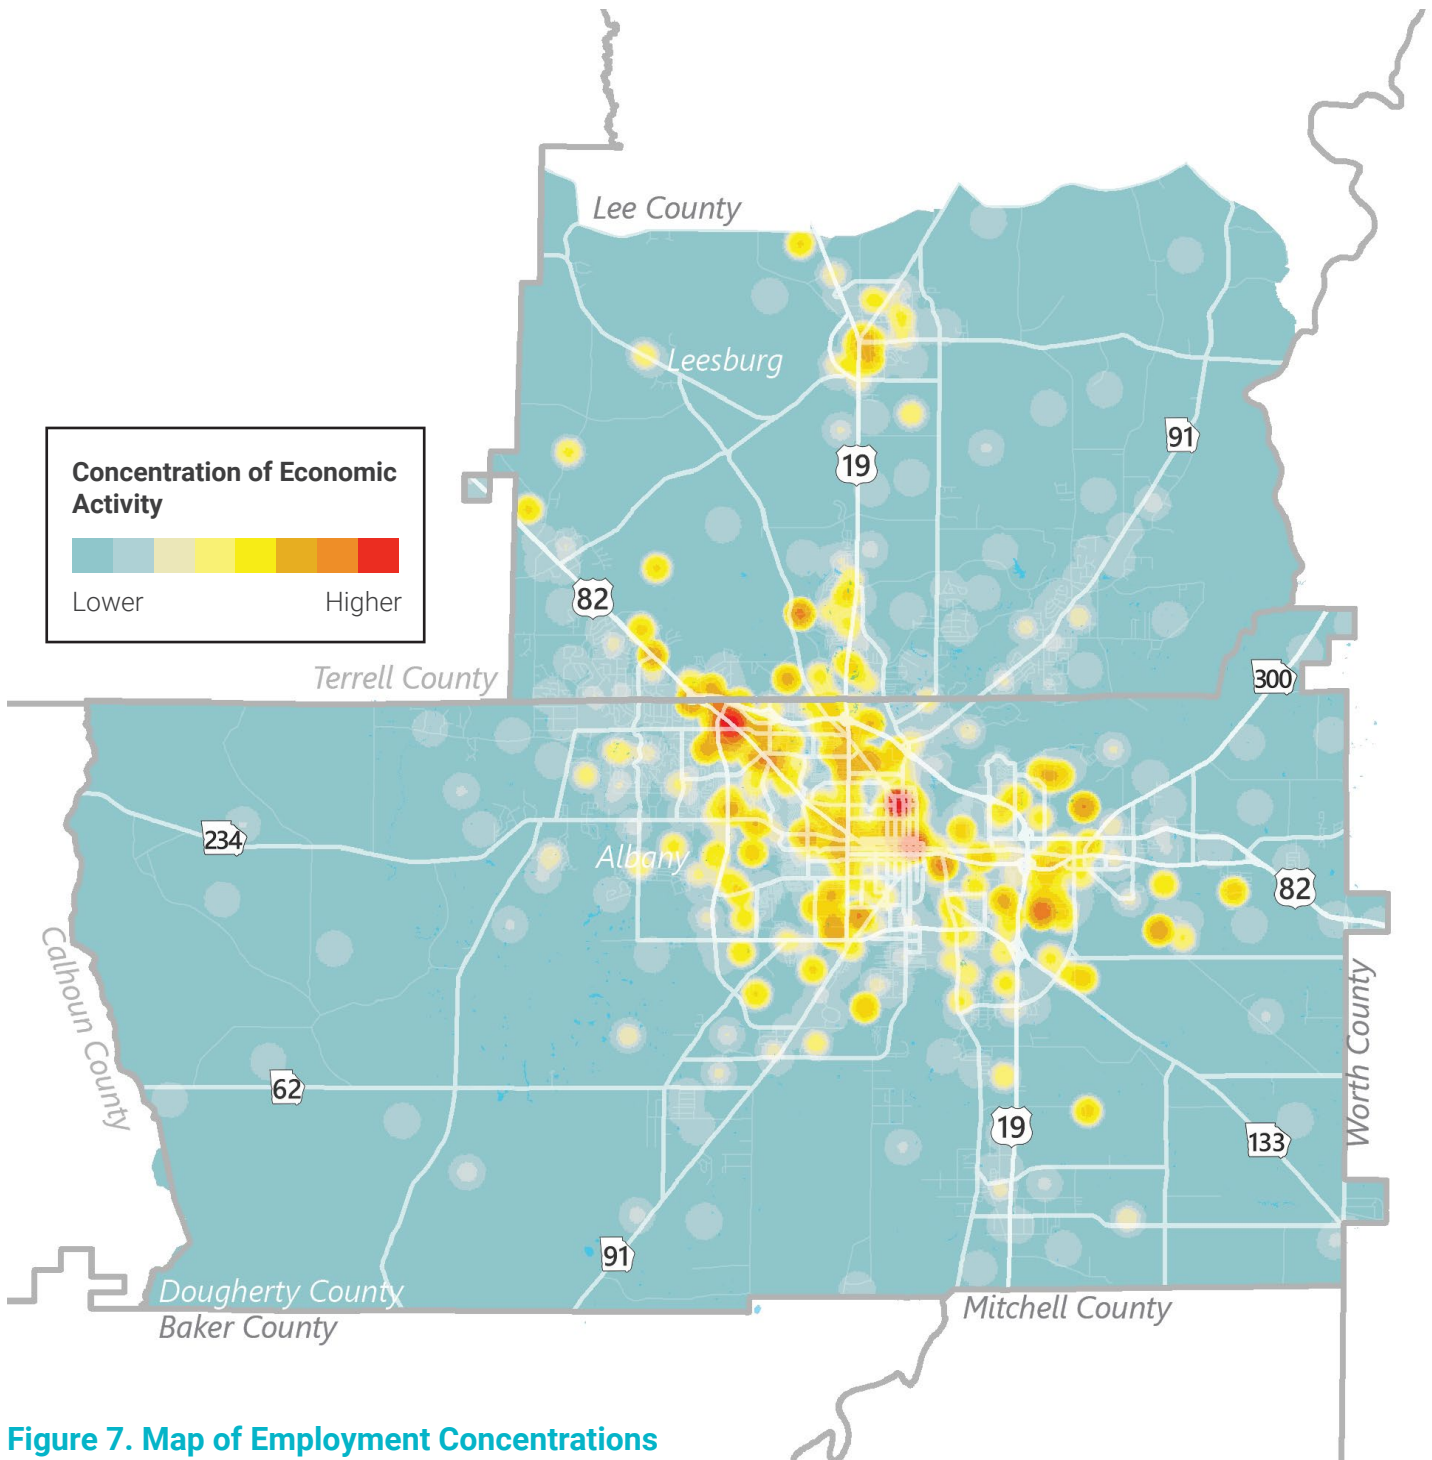 Lee County
Leesburg
19
91
Concentration of Economic
Activity
Lower
Higher
82
Terrell County
300
234
Albany
82
Calhoun County
Worth County
62
19
133
91
Dougherty County
Baker County
Mitchell County
Figure 7. Map of Employment Concentrations